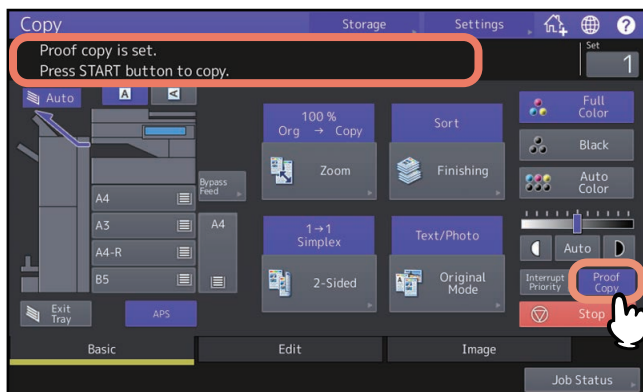 Copy
Storage
Settings
?
Proof copy is set.
Press START button to copy.
Set
1
Auto
A
A
100 %
Org → Copy
Sort
Full
Color
Zoom
Finishing
Black
Auto
Color
Bypass
Feed
A4
A3
A4
A4-R
B5
1→1
Simplex
Text/Photo
Auto
2-Sided
Original
Mode
Interrupt
Priority
Proof
Copy
Exit
Tray
APS
Stop
Basic
Edit
Image
Job Status